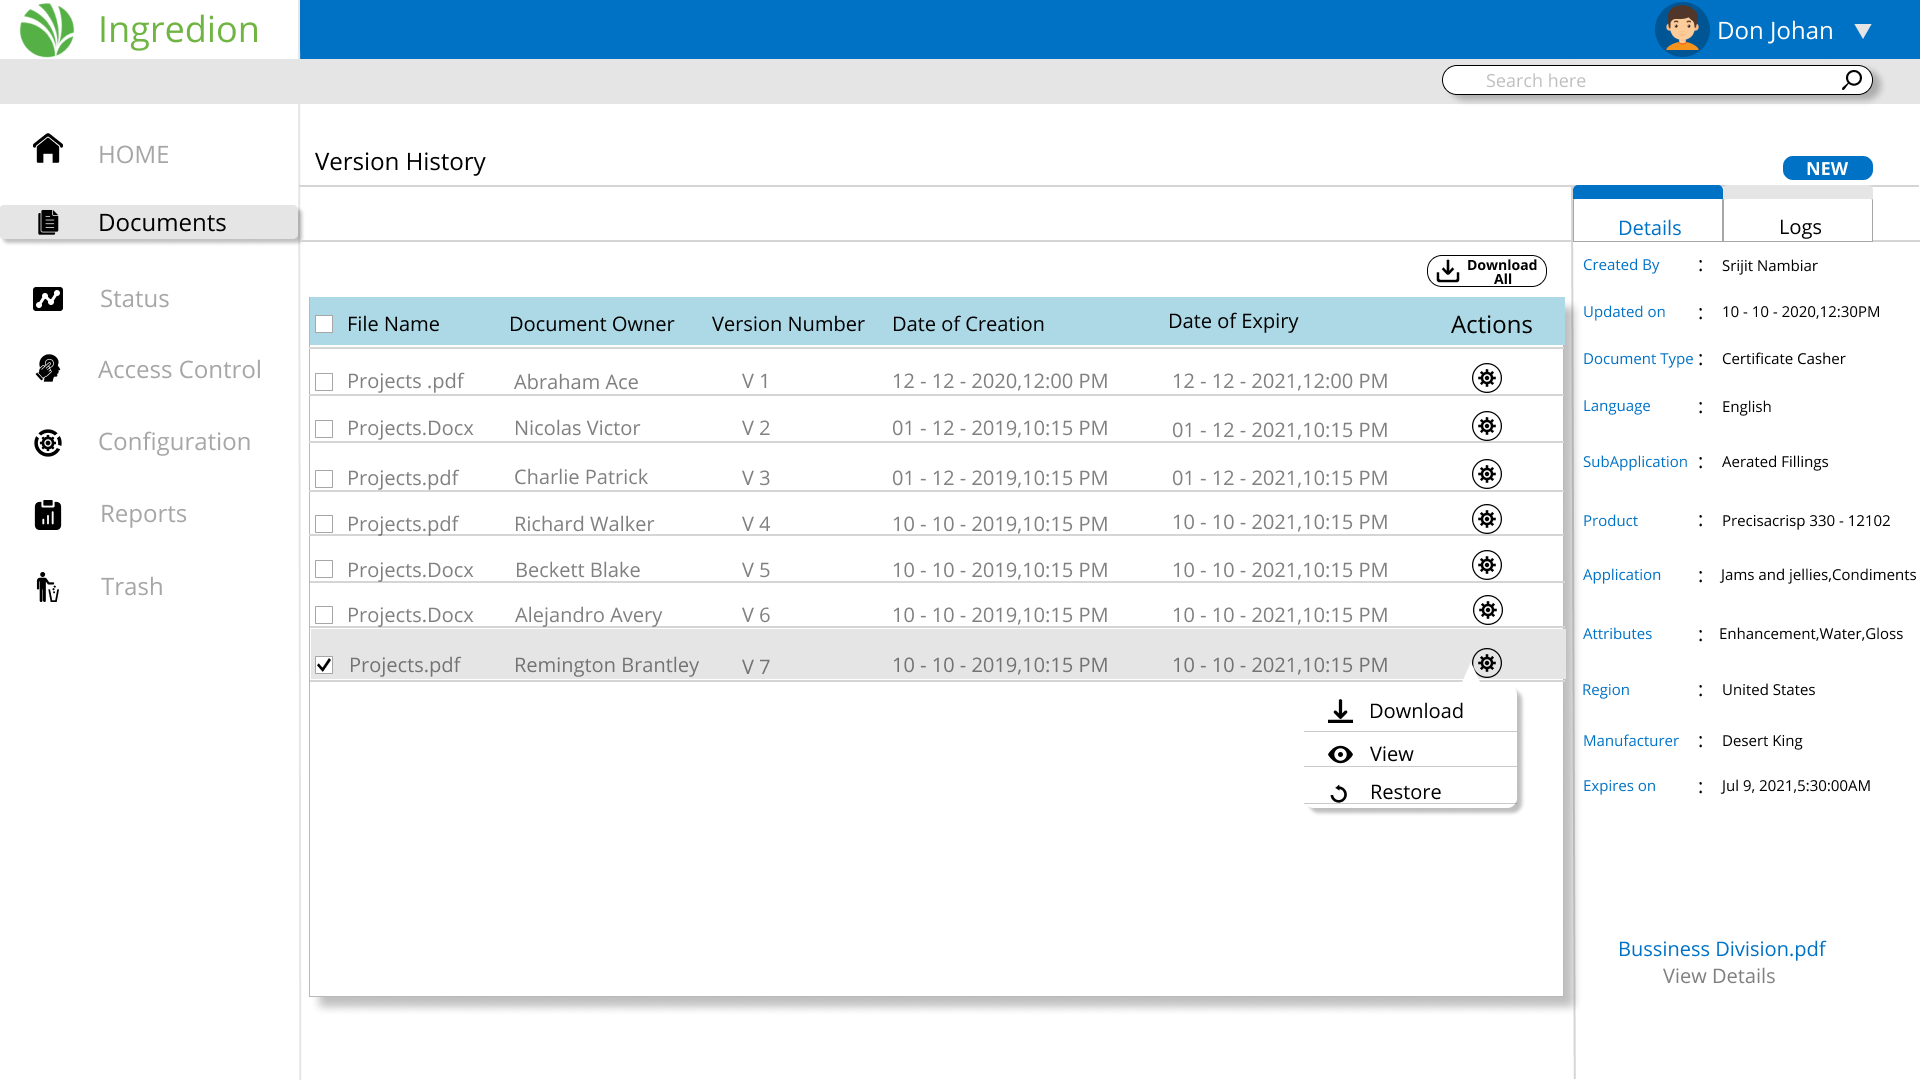 Ingredion
Don Johan
Search here
HOME
Documents
Status
Access Control
Configuration
Reports
Trash
Version History
NEW
Details
Logs
Download
All
File Name Document Owner Version Number Date of Creation Date of Expiry Actions
Projects .pdf Abraham Ace V 1 12 - 12 - 2020,12:00 PM 12 - 12 - 2021,12:00 PM
Projects.Docx Nicolas Victor V 2 01 - 12 - 2019,10:15 PM 01 - 12 - 2021,10:15 PM
Projects.pdf Charlie Patrick V 3 01 - 12 - 2019,10:15 PM 01 - 12 - 2021,10:15 PM
Projects.pdf Richard Walker V 4 10 - 10 - 2019,10:15 PM 10 - 10 - 2021,10:15 PM
Projects.Docx Beckett Blake V 5 10 - 10 - 2019,10:15 PM 10 - 10 - 2021,10:15 PM
Projects.Docx Alejandro Avery V 6 10 - 10 - 2019,10:15 PM 10 - 10 - 2021,10:15 PM
Projects.pdf Remington Brantley V 7 10 - 10 - 2019,10:15 PM 10 - 10 - 2021,10:15 PM
Download
View
Restore
Created By : Srijit Nambiar
Updated on : 10 - 10 - 2020,12:30PM
Document Type : Certificate Casher
Language : English
SubApplication : Aerated Fillings
Product : Precisacrisp 330 - 12102
Application : Jams and jellies,Condiments
Attributes : Enhancement,Water,Gloss
Region : United States
Manufacturer : Desert King
Expires on : Jul 9, 2021,5:30:00AM
Bussiness Division.pdf
View Details